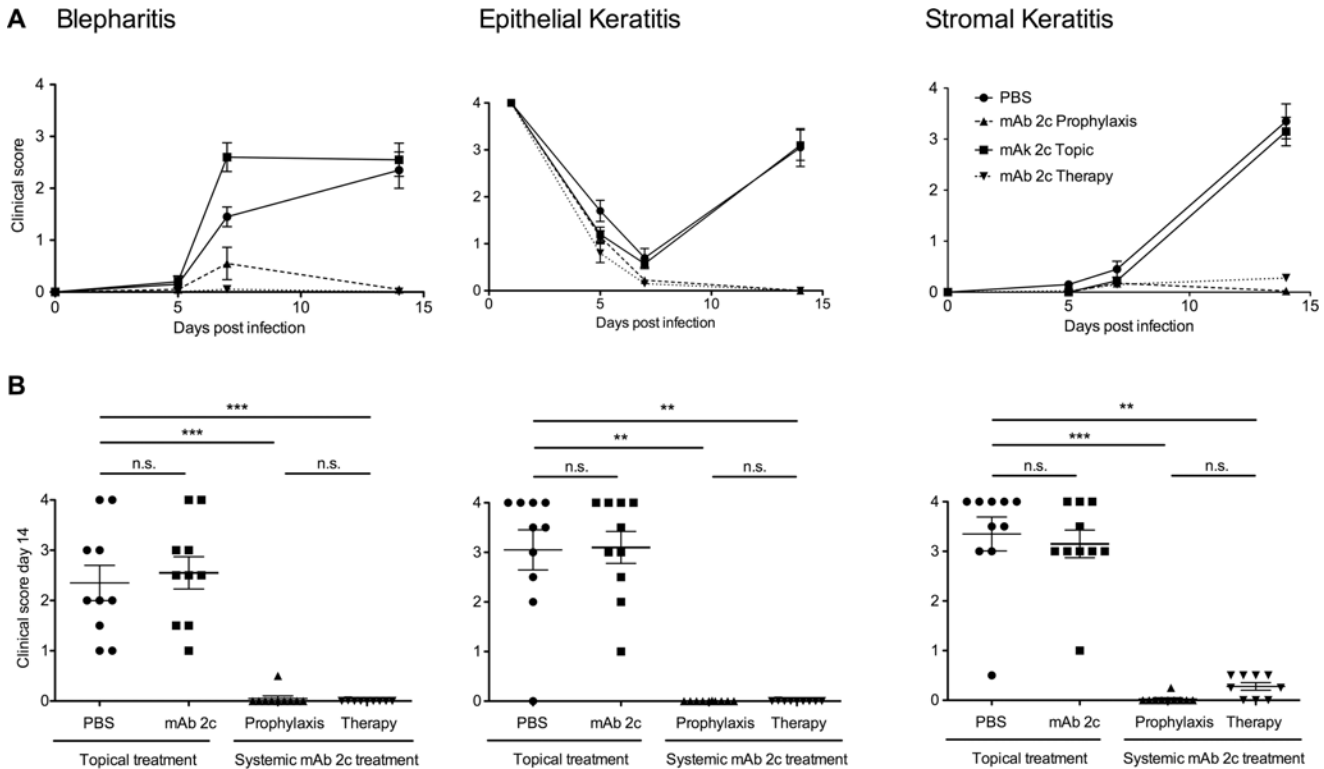 A Blepharitis
Epithelial Keratitis
Stromal Keratitis
Clinical score
4
3
2
1
0
0 5 10 15
Days post infection
4
3
2
1
0
0 5 10 15
Days post infection
4
3
2
1
0
0 5 10 15
Days post infection
PBS
mAb 2c Prophylaxis
mAk 2c Topic
mAb 2c Therapy
B
Clinical score day 14
***
***
n.s. n.s.
4
3
2
1
0
PBS mAb 2c Prophylaxis Therapy
Topical treatment Systemic mAb 2c treatment
**
**
n.s. n.s.
4
3
2
1
0
PBS mAb 2c Prophylaxis Therapy
Topical treatment Systemic mAb 2c treatment
**
***
n.s. n.s.
4
3
2
1
0
PBS mAb 2c Prophylaxis Therapy
Topical treatment Systemic mAb 2c treatment